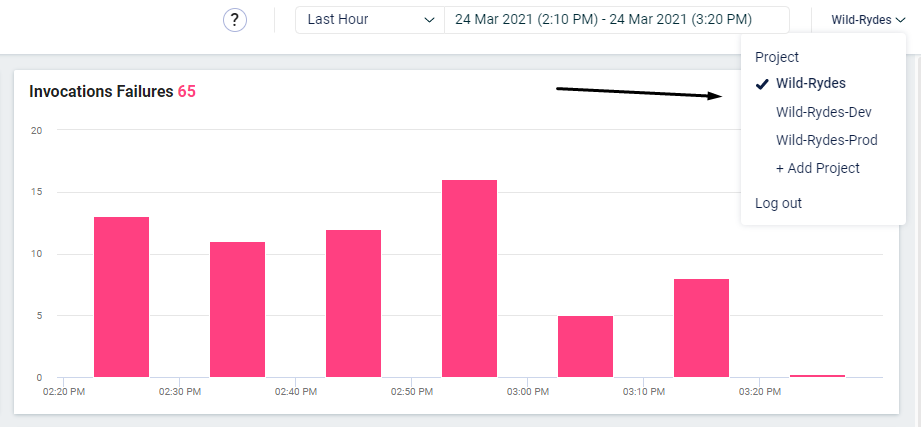 ? Last Hour 24 Mar 2021 (2:10 PM) - 24 Mar 2021 (3:20 PM) Wild-Rydes
Project
Wild-Rydes
Wild-Rydes-Dev
Wild-Rydes-Prod
+ Add Project
Log out
Invocations Failures 65
20
15
10
5
0
02:20 PM 02:30 PM 02:40 PM 02:50 PM 03:00 PM 03:10 PM 03:20 PM